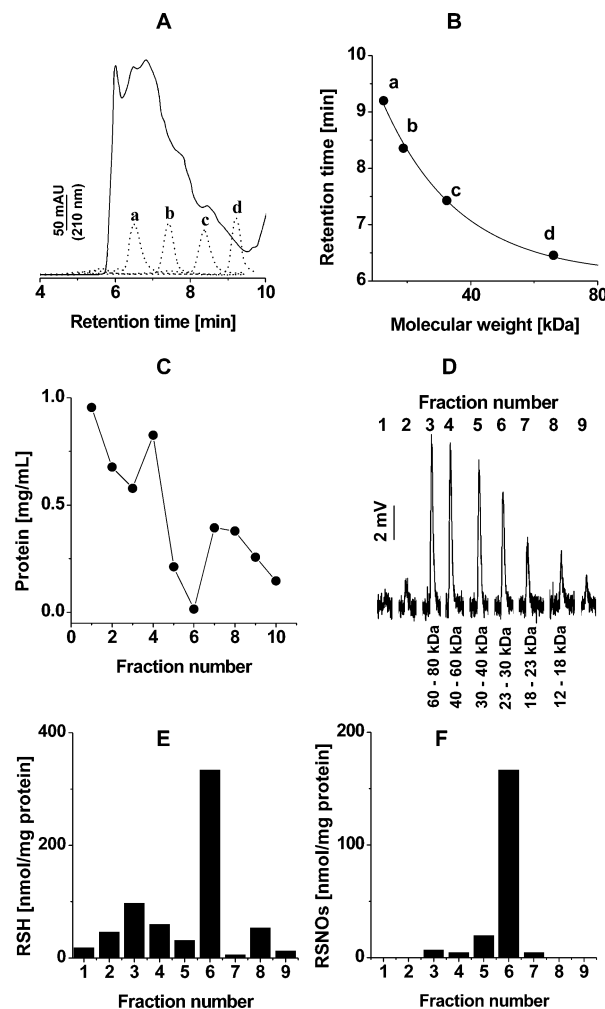 A
50 mAU
(210 nm)
a
b
c
d
4
6
8
10
Retention time [min]
B
Retention time [min]
10
9
8
7
6
a
b
c
d
40
80
Molecular weight [kDa]
C
Protein [mg/mL]
1.0
0.5
0.0
0 2 4 6 8 10
Fraction number
D
Fraction number
1 2 3 4 5 6 7 8 9
2 mV
60 - 80 kDa
40 - 60 kDa
30 - 40 kDa
23 - 30 kDa
18 - 23 kDa
12 - 18 kDa
E
RSH [nmol/mg protein]
400
200
0
1 2 3 4 5 6 7 8 9
Fraction number
F
RSNOs [nmol/mg protein]
200
100
0
1 2 3 4 5 6 7 8 9
Fraction number